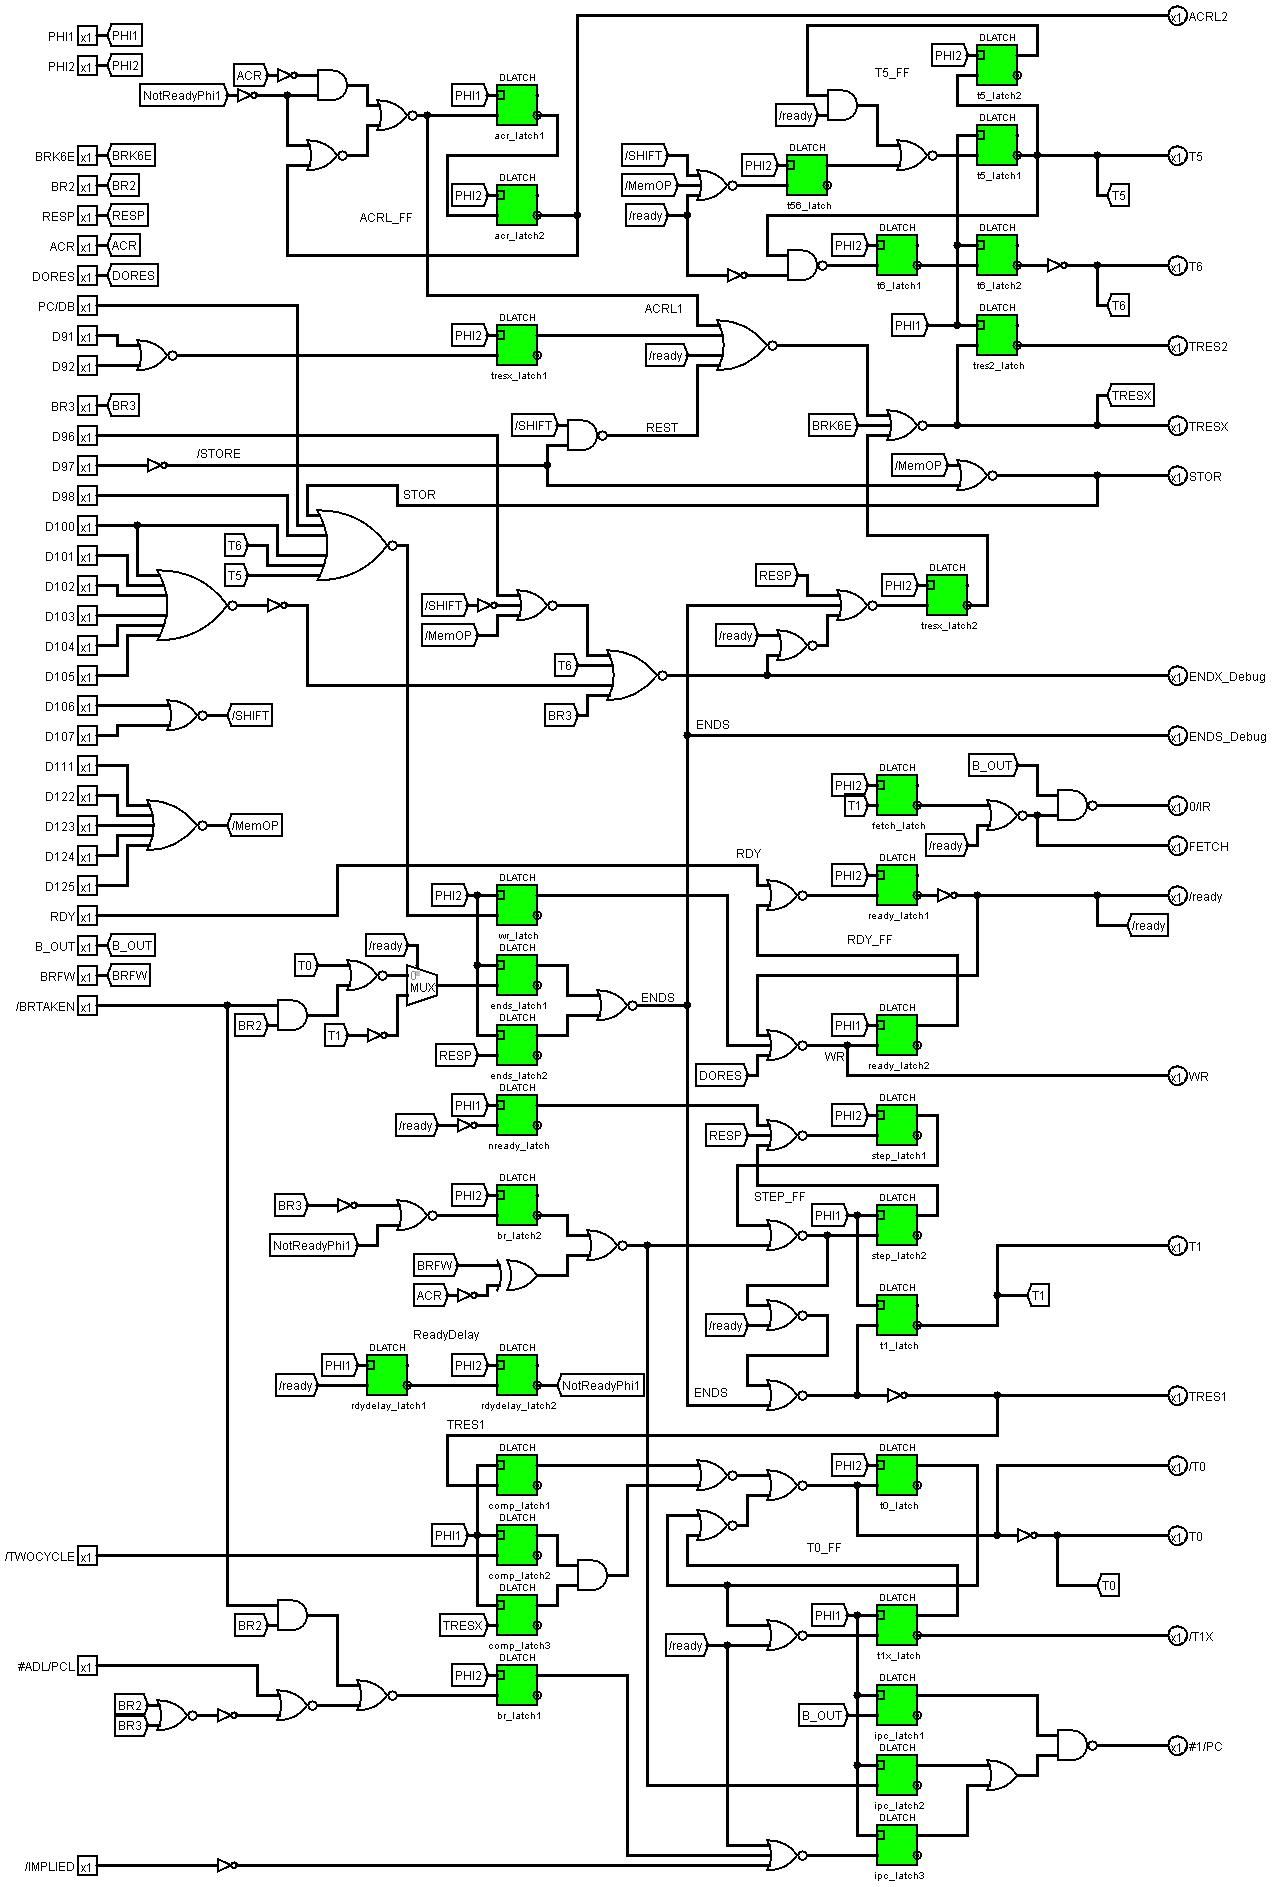 ACRL2
PHI1 x1 PHI1
DLATCH
PHI2 x1 PHI2
ACR
DLATCH
PHI2
T5_FF
NotReadyPhi1
PHI1
t5_latch2
/ready
acr_latch1
DLATCH
BRK6E x1 BRK6E
/SHIFT
DLATCH
PHI2
t5_latch1
x1 T5
BR2 x1 BR2
DLATCH
PHI2
/MemOP
t56_latch
T5
RESP x1 RESP
ACRL_FF
acr_latch2
/ready
ACR x1 ACR
DLATCH
DLATCH
PHI2
DORES x1 DORES
t6_latch1
t6_latch2
x1 T6
PC/DB x1
ACRL1
T6
DLATCH
DLATCH
D91 x1
PHI2
PHI1
/ready
x1 TRES2
D92 x1
tresx_latch1
tres2_latch
BR3 x1 BR3
TRESX
/SHIFT
REST
BRK6E
x1 TRESX
D96 x1
/STORE
D97 x1
/MemOP
x1 STOR
D98 x1
STOR
D100 x1
T6
D101 x1
T5
DLATCH
RESP
PHI2
D102 x1
/SHIFT
ENDS
tresx_latch2
D103 x1
/MemOP
/ready
D104 x1
T6
D105 x1
x1 ENDX_Debug
D106 x1
/SHIFT
BR3
ENDS
D107 x1
x1 ENDS_Debug
D111 x1
DLATCH
B_OUT
D122 x1
PHI2
T1
x1 0/IR
D123 x1
/MemOP
fetch_latch
D124 x1
RDY
/ready
x1 FETCH
D125 x1
DLATCH
DLATCH
PHI2
PHI2
x1 /ready
RDY x1
ready_latch1
/ready
wr_latch
RDY_FF
B_OUT x1 B_OUT
/ready
DLATCH
T0
BRFW x1 BRFW
0
MUX
ends_latch1
ENDS
/BRTAKEN x1
BR2
DLATCH
DLATCH
T1
PHI1
RESP
WR
ready_latch2
ends_latch2
DORES
x1 WR
DLATCH
DLATCH
PHI1
PHI2
/ready
RESP
nready_latch
step_latch1
DLATCH
STEP_FF
DLATCH
PHI2
BR3
PHI1
br_latch2
step_latch2
NotReadyPhi1
x1 T1
BRFW
DLATCH
ACR
T1
/ready
t1_latch
ReadyDelay
DLATCH
DLATCH
PHI1
PHI2
/ready
NotReadyPhi1
ENDS
x1 TRES1
rdydelay_latch1
rdydelay_latch2
TRES1
DLATCH
DLATCH
PHI2
x1 /T0
comp_latch1
t0_latch
DLATCH
PHI1
x1 T0
T0_FF
/TWOCYCLE x1
comp_latch2
T0
DLATCH
DLATCH
BR2
TRESX
PHI1
/ready
x1 /T1X
comp_latch3
t1x_latch
#ADL/PCL x1
DLATCH
PHI2
DLATCH
BR2
BR3
br_latch1
B_OUT
ipc_latch1
x1 #1/PC
DLATCH
ipc_latch2
DLATCH
/IMPLIED x1
ipc_latch3